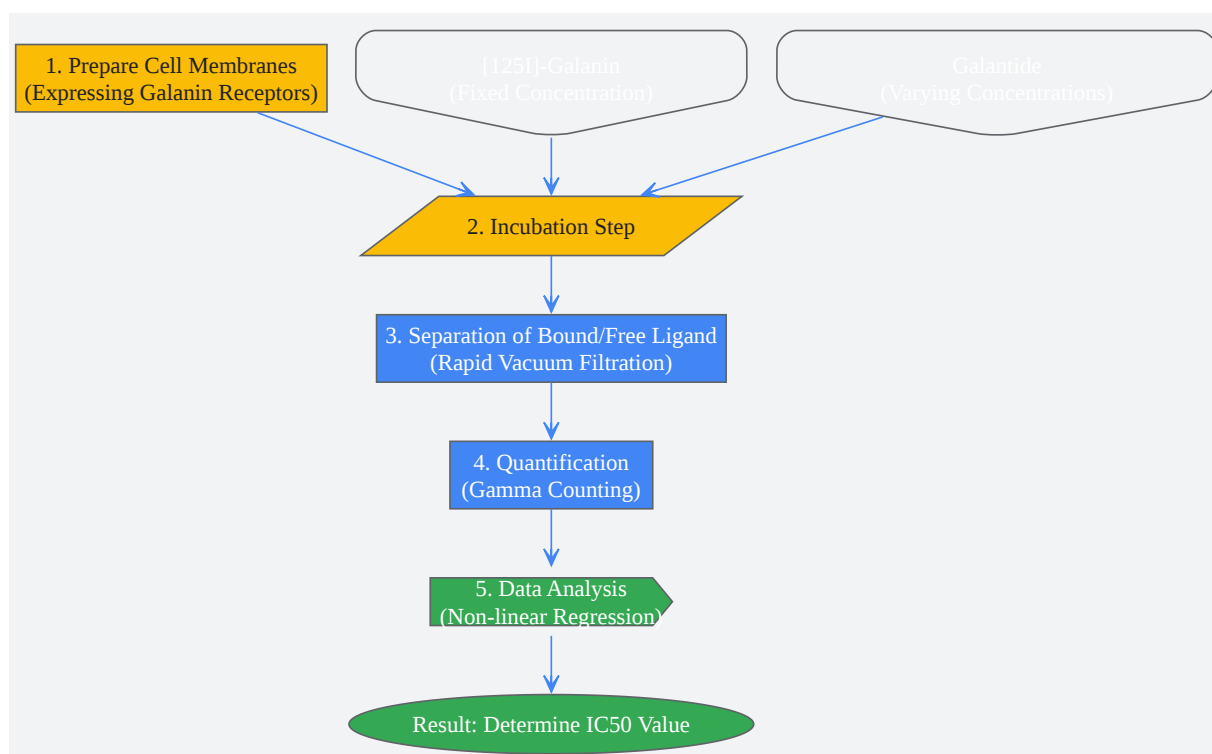 1. Prepare Cell Membranes
(Expressing Galanin Receptors)
[125I]-Galanin
(Fixed Concentration)
Galantide
(Varying Concentrations)
2. Incubation Step
3. Separation of Bound/Free Ligand
(Rapid Vacuum Filtration)
4. Quantification
(Gamma Counting)
5. Data Analysis
(Non-linear Regression)
Result: Determine IC50 Value